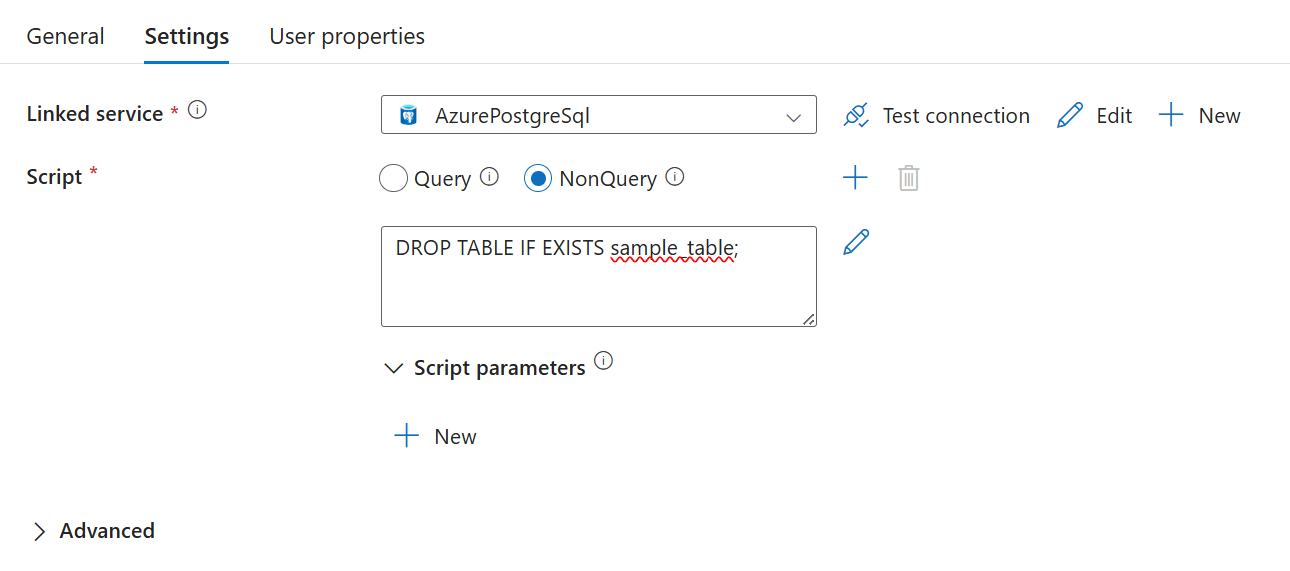 General Settings User properties
Linked service * AzurePostgreSql Test connection Edit New
Script * Query NonQuery
DROP TABLE IF EXISTS sample_table;
Script parameters
New
Advanced